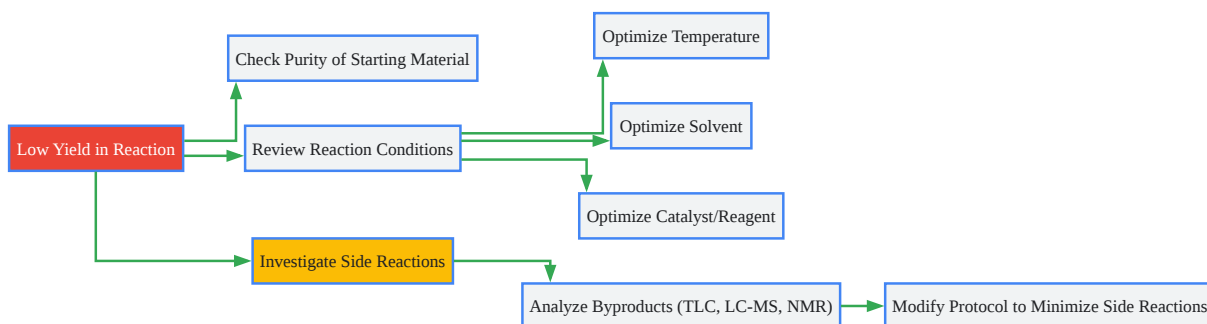 Optimize Temperature
Check Purity of Starting Material
Optimize Solvent
Low Yield in Reaction
Review Reaction Conditions
Optimize Catalyst/Reagent
Investigate Side Reactions
Analyze Byproducts (TLC, LC-MS, NMR)
Modify Protocol to Minimize Side Reactions